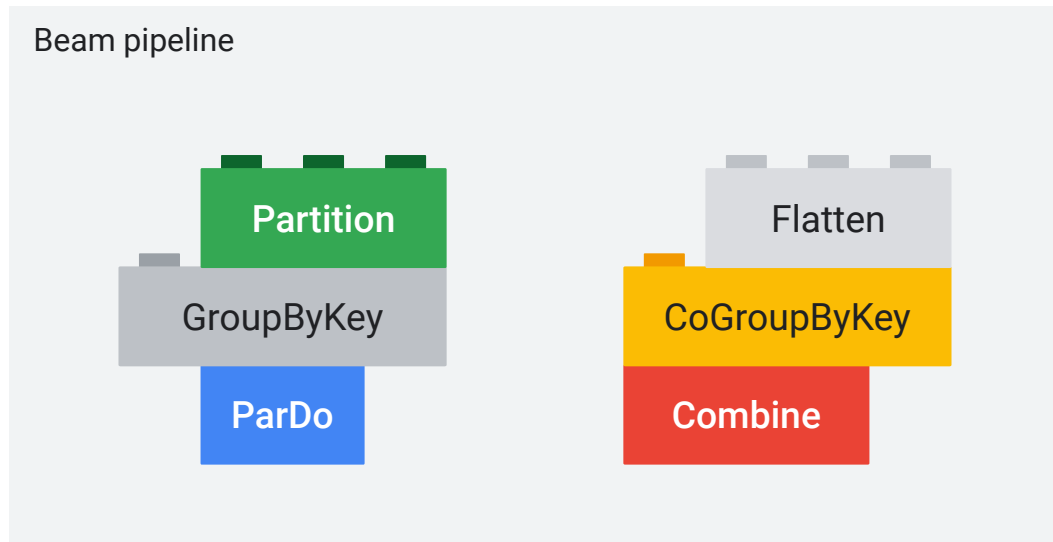 Beam pipeline
Partition
GroupByKey
ParDo
Flatten
CoGroupByKey
Combine